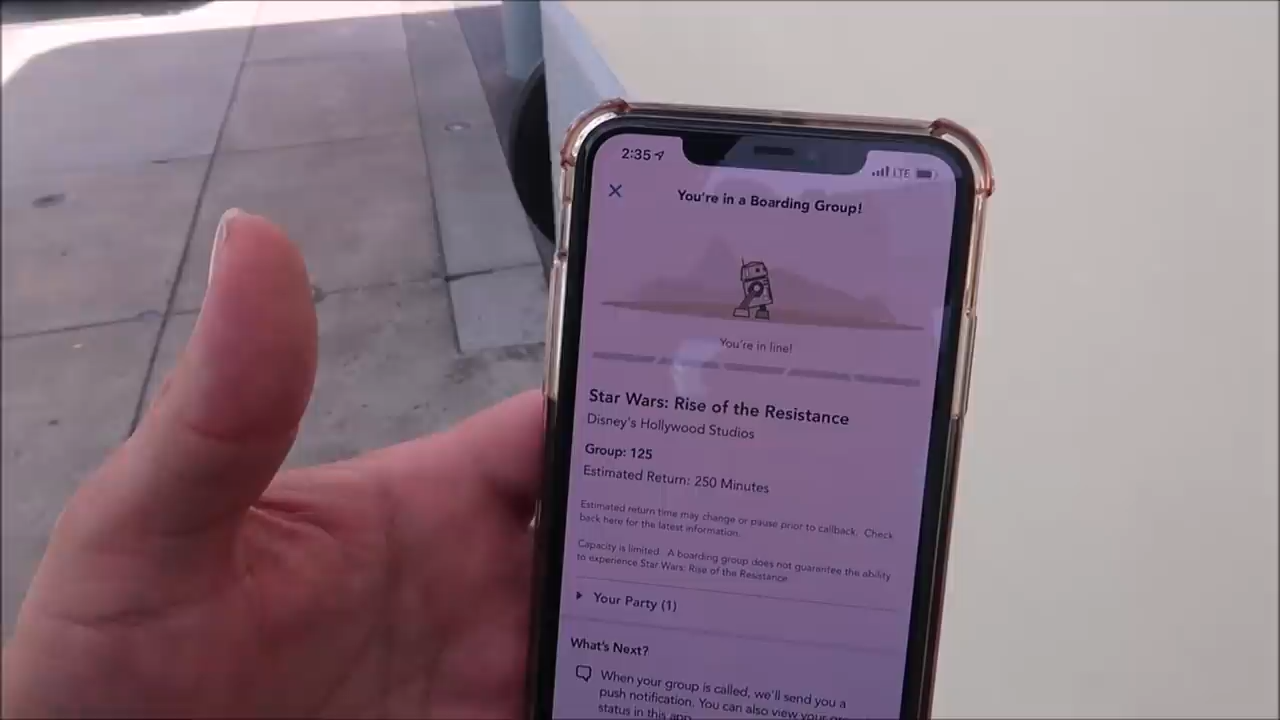 2:35
LTE
You're in a Boarding Group!
You're in line!
Star Wars: Rise of the Resistance
Disney's Hollywood Studios
Group: 125
Estimated Return: 250 Minutes
Estimated return time may change or pause prior to callback. Check
back here for the latest information.
Capacity is limited. A boarding group does not guarantee the ability
to experience Star Wars: Rise of the Resistance.
Your Party (1)
What's Next?
When your group is called, we'll send you a
push notification. You can also view your
status in this app